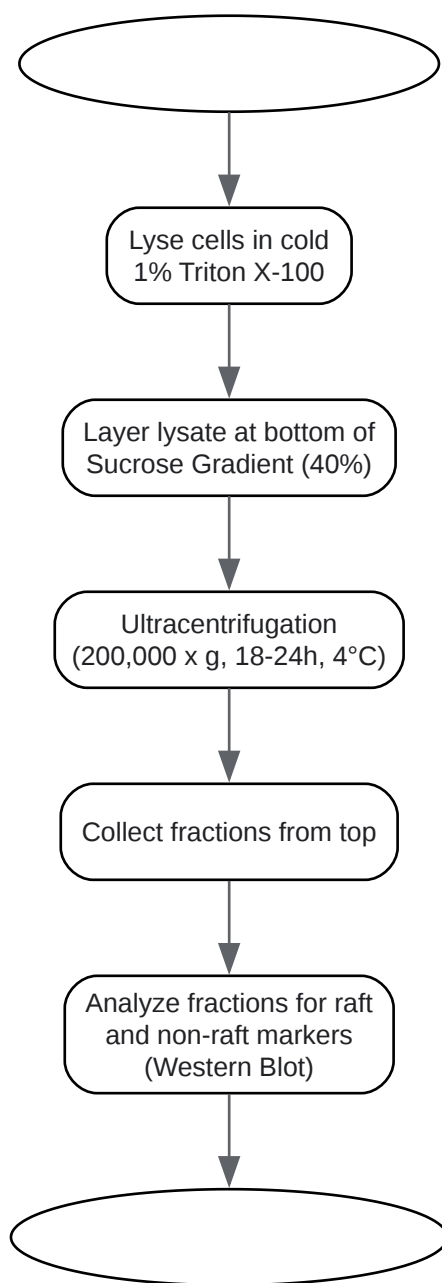 Lyse cells in cold
1% Triton X-100
Layer lysate at bottom of
Sucrose Gradient (40%)
Ultracentrifugation
(200,000 x g, 18-24h, 4°C)
Collect fractions from top
Analyze fractions for raft
and non-raft markers
(Western Blot)